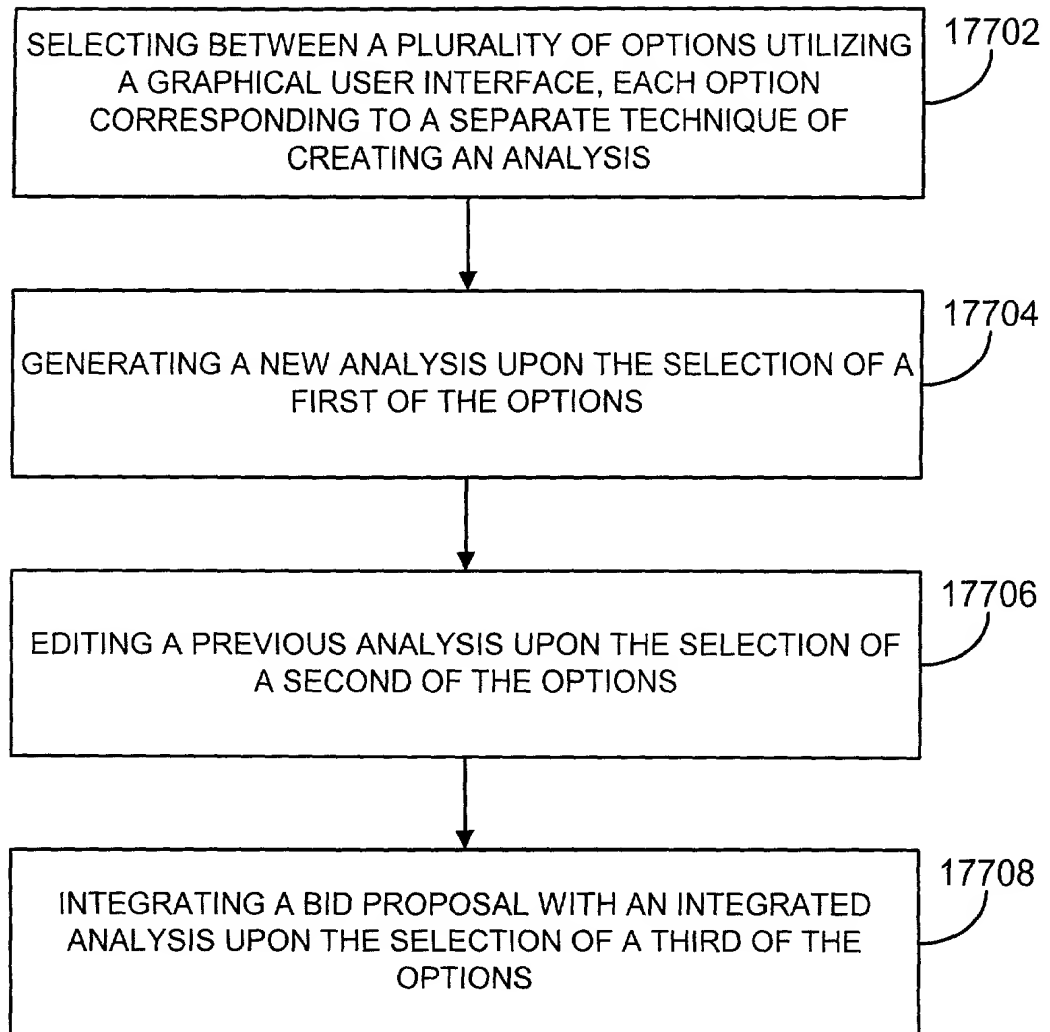 SELECTING BETWEEN A PLURALITY OF OPTIONS UTILIZING
A GRAPHICAL USER INTERFACE, EACH OPTION
CORRESPONDING TO A SEPARATE TECHNIQUE OF
CREATING AN ANALYSIS
17702
GENERATING A NEW ANALYSIS UPON THE SELECTION OF A
FIRST OF THE OPTIONS
17704
EDITING A PREVIOUS ANALYSIS UPON THE SELECTION OF
A SECOND OF THE OPTIONS
17706
INTEGRATING A BID PROPOSAL WITH AN INTEGRATED
ANALYSIS UPON THE SELECTION OF A THIRD OF THE
OPTIONS
17708